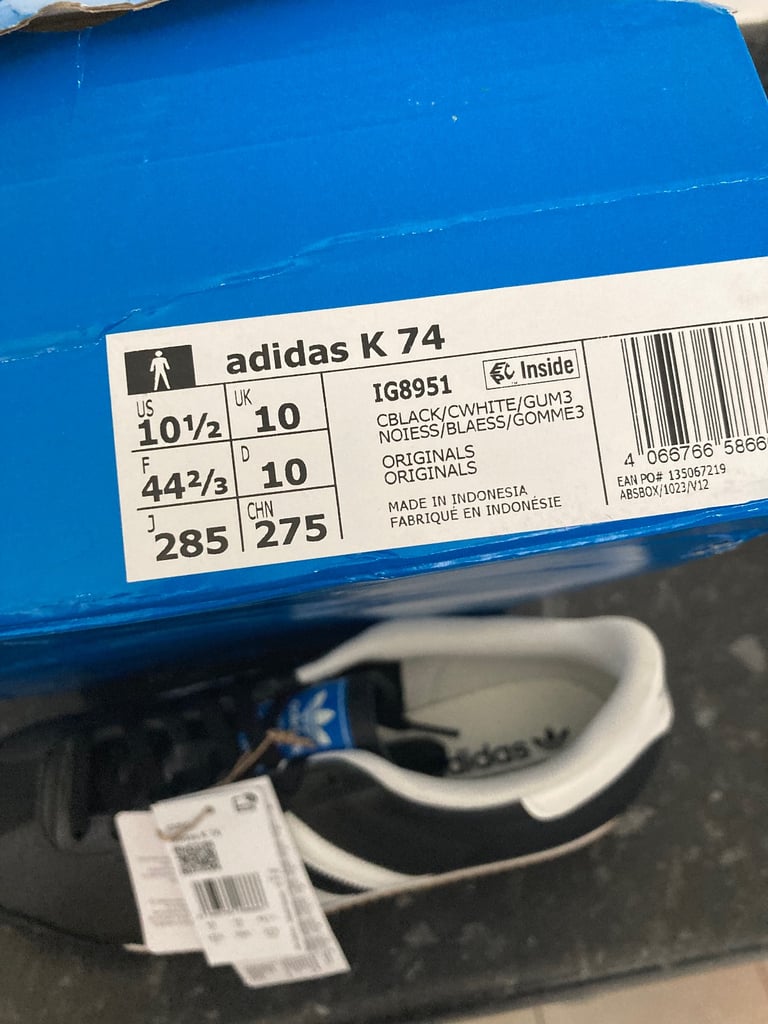 adidas K 74
US
10½
UK
10
F
44⅔
D
10
J
285
CHN
275
IG8951
Inside
CBLACK/CWHITE/GUM3
NOIESS/BLAESS/GOMME3
ORIGINALS
ORIGINALS
MADE IN INDONESIA
FABRIQUÉ EN INDONÉSIE
4 066766 5866
EAN PO# 135067219
ABSBOX/1023/V12
adidas